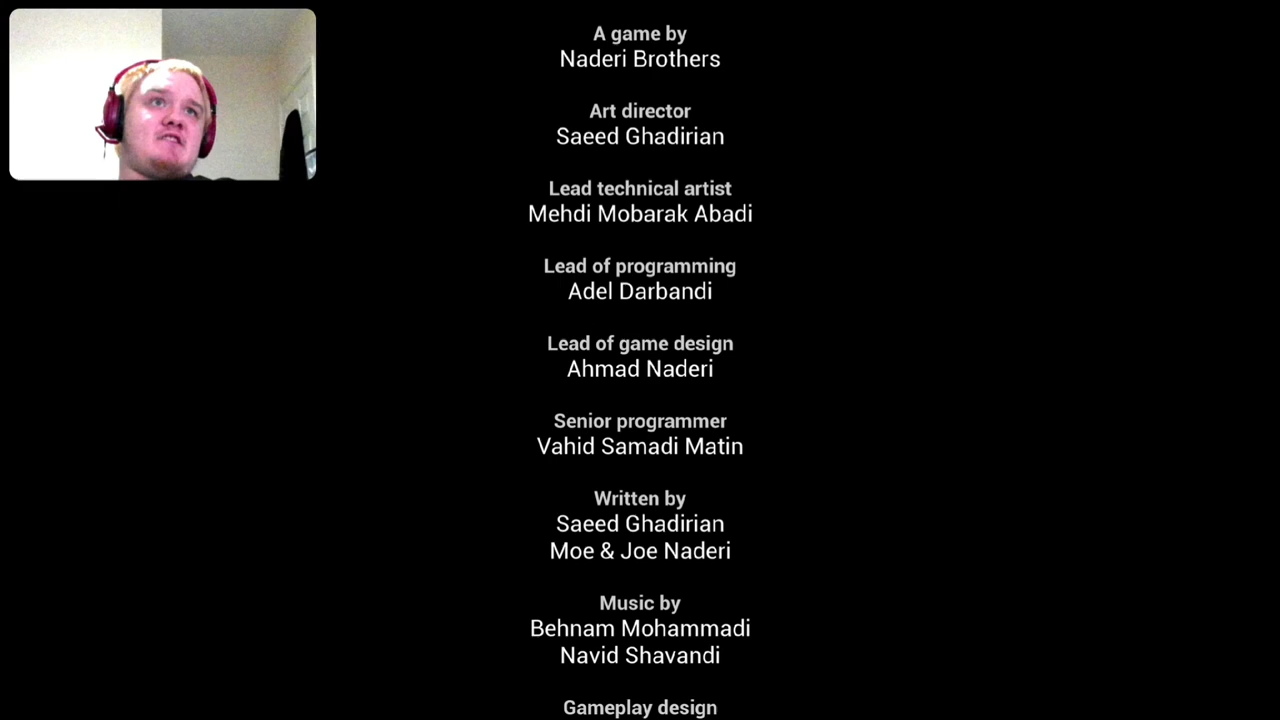 A game by
Naderi Brothers
Art director
Saeed Ghadirian
Lead technical artist
Mehdi Mobarak Abadi
Lead of programming
Adel Darbandi
Lead of game design
Ahmad Naderi
Senior programmer
Vahid Samadi Matin
Written by
Saeed Ghadirian
Moe & Joe Naderi
Music by
Behnam Mohammadi
Navid Shavandi
Gameplay design